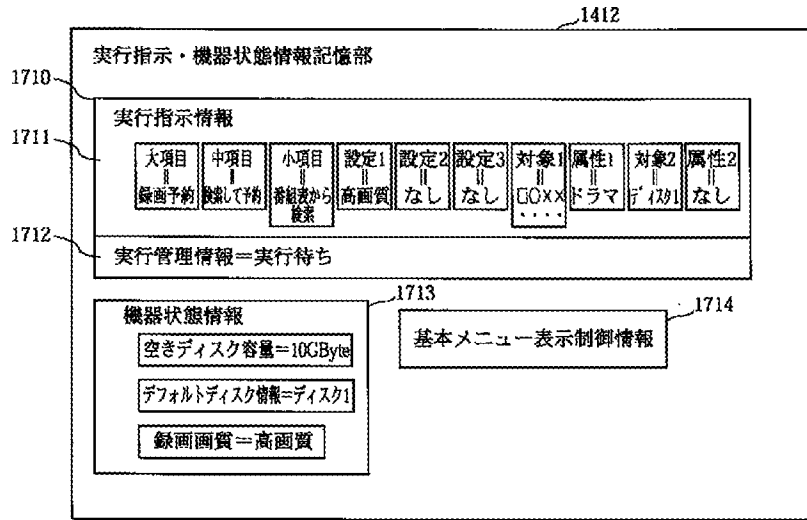 1412
実行指示・機器状態情報記憶部
1710
実行指示情報
1711
大項目 中項目 小項目 設定1 設定2 設定3 対象1 属性1 対象2 属性2
= = = = = = = = = =
録画予約 検索して予約 番組表から 高画質 なし なし 口〇×× ドラマ ディスク1 なし
検索 ・・・・
1712
実行管理情報=実行待ち
1713
機器状態情報
空きディスク容量=10GByte
デフォルトディスク情報=ディスク1
録画画質=高画質
1714
基本メニュー表示制御情報